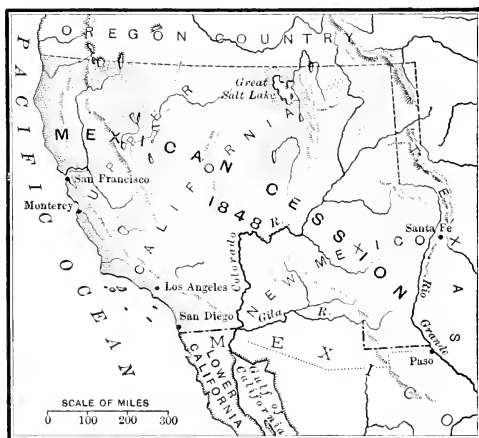 OREGON COUNTRY
PACIFIC OCEAN
Great
Salt Lake
MEXICAN CESSION
1848
UPPER CALIFORNIA
R.
San Francisco
Monterey
TEXAS
Santa Fe
NEW MEXICO
Colorado
Los Angeles
San Diego
Gila R.
Rio Grande
MEXICO
Paso
LOWER
CALIFORNIA
Gulf of
California
SCALE OF MILES
0 100 200 300